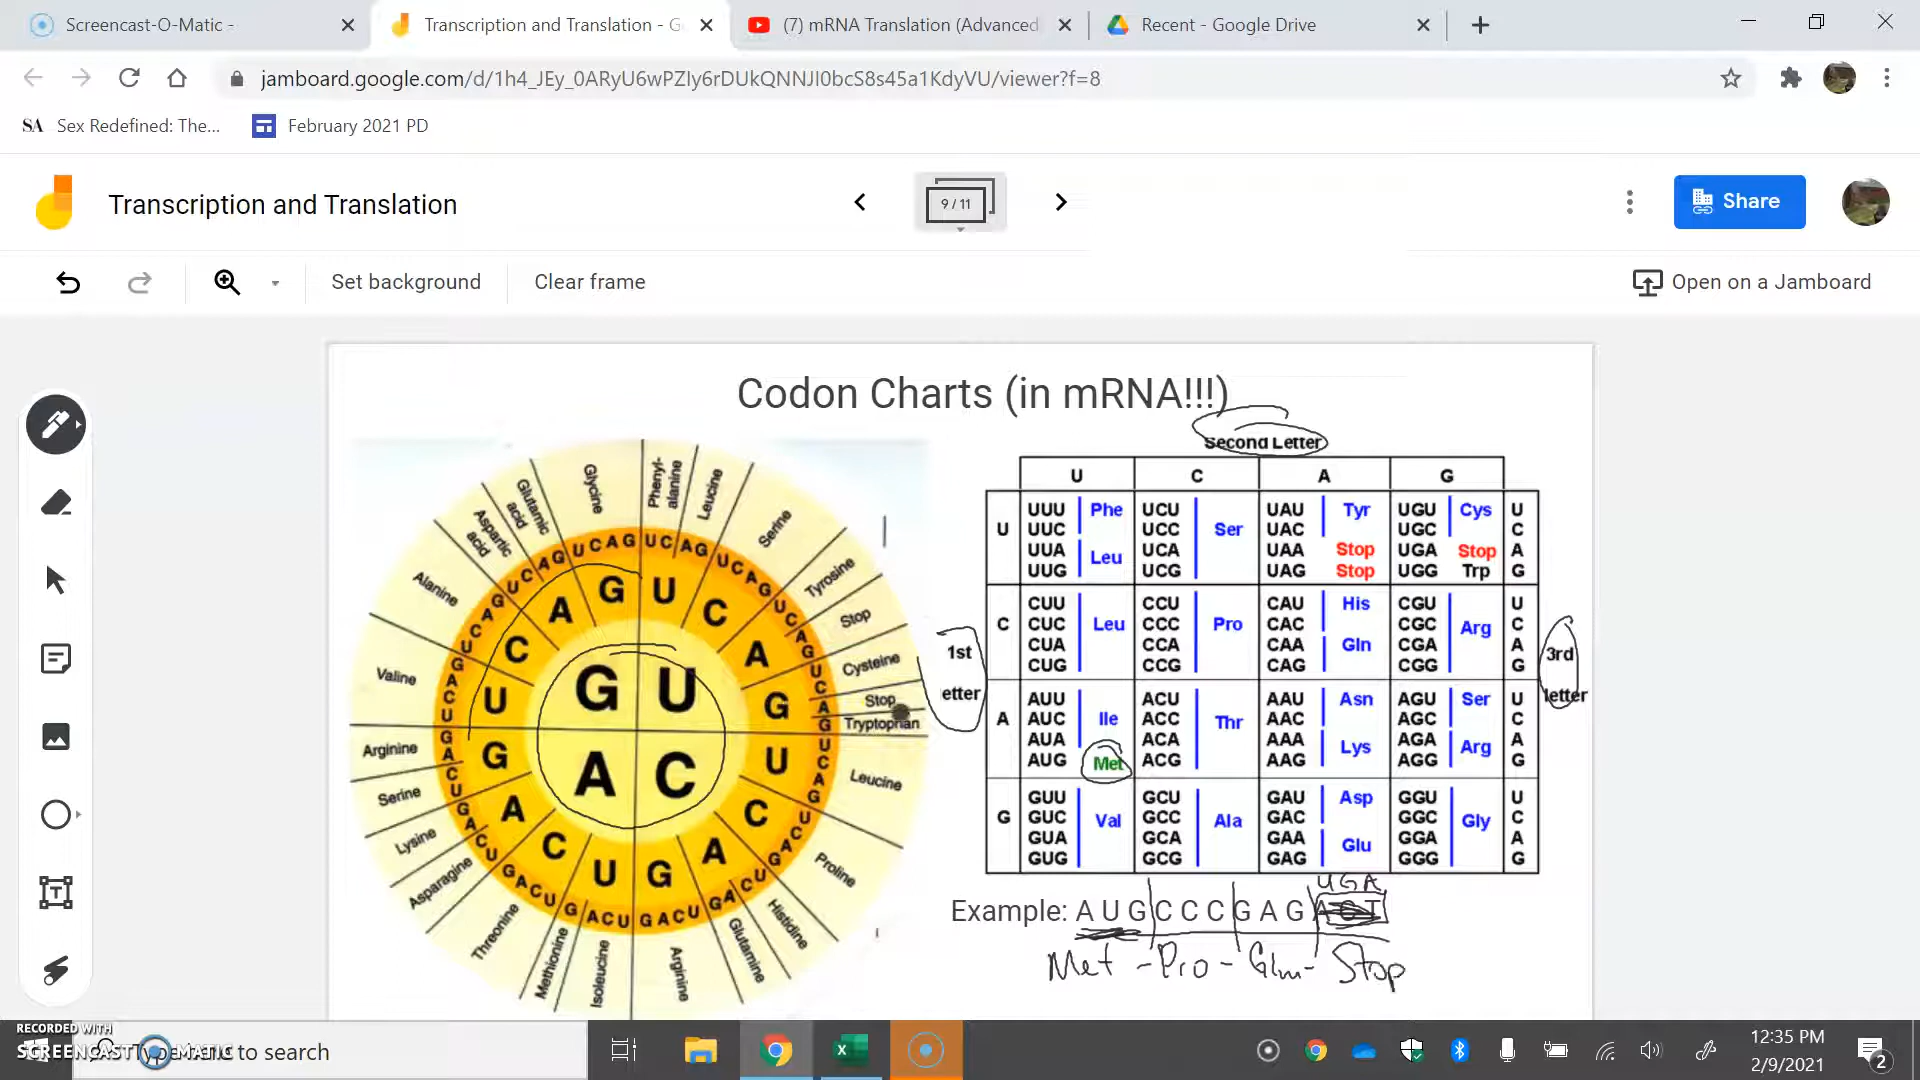 Screencast-O-Matic -
Transcription and Translation - G
(7) mRNA Translation (Advanced
Recent - Google Drive
jamboard.google.com/d/1h4_JEy_0ARyU6wPZIy6rDUkQNNJI0bcS8s45a1KdyVU/viewer?f=8
SA Sex Redefined: The...
February 2021 PD
Transcription and Translation
9 / 11
Share
Set background
Clear frame
Open on a Jamboard
Codon Charts (in mRNA!!!)
Second Letter
U C A G
U UUU UUC Phe UUA UUG Leu UCU UCC UCA UCG Ser UAU UAC Tyr UAA Stop UAG Stop UGU UGC Cys UGA Stop UGG Trp U C A G
C CUU CUC CUA CUG Leu CCU CCC CCA CCG Pro CAU CAC His CAA CAG Gln CGU CGC CGA CGG Arg U C A G
A AUU AUC AUA Ile AUG Met ACU ACC ACA ACG Thr AAU AAC Asn AAA AAG Lys AGU AGC Ser AGA AGG Arg U C A G
G GUU GUC GUA GUG Val GCU GCC GCA GCG Ala GAU GAC Asp GAA GAG Glu GGU GGC GGA GGG Gly U C A G
1st
etter
3rd
letter
G U
A C
U C A G
U C A G
U G A C
G A C U
Phenyl-
alanine
Leucine
Serine
Tyrosine
Stop
Cysteine
Stop
Tryptophan
Leucine
Proline
Histidine
Glutamine
Arginine
Isoleucine
Methionine
Threonine
Asparagine
Lysine
Serine
Arginine
Valine
Alanine
Aspartic
acid
Glutamic
acid
Glycine
UGA
Example: A U G C C C G A G
Met - Pro - Glm - Stop
RECORDED WITH
SCREENCAST MATIC
to search
12:35 PM
2/9/2021
2